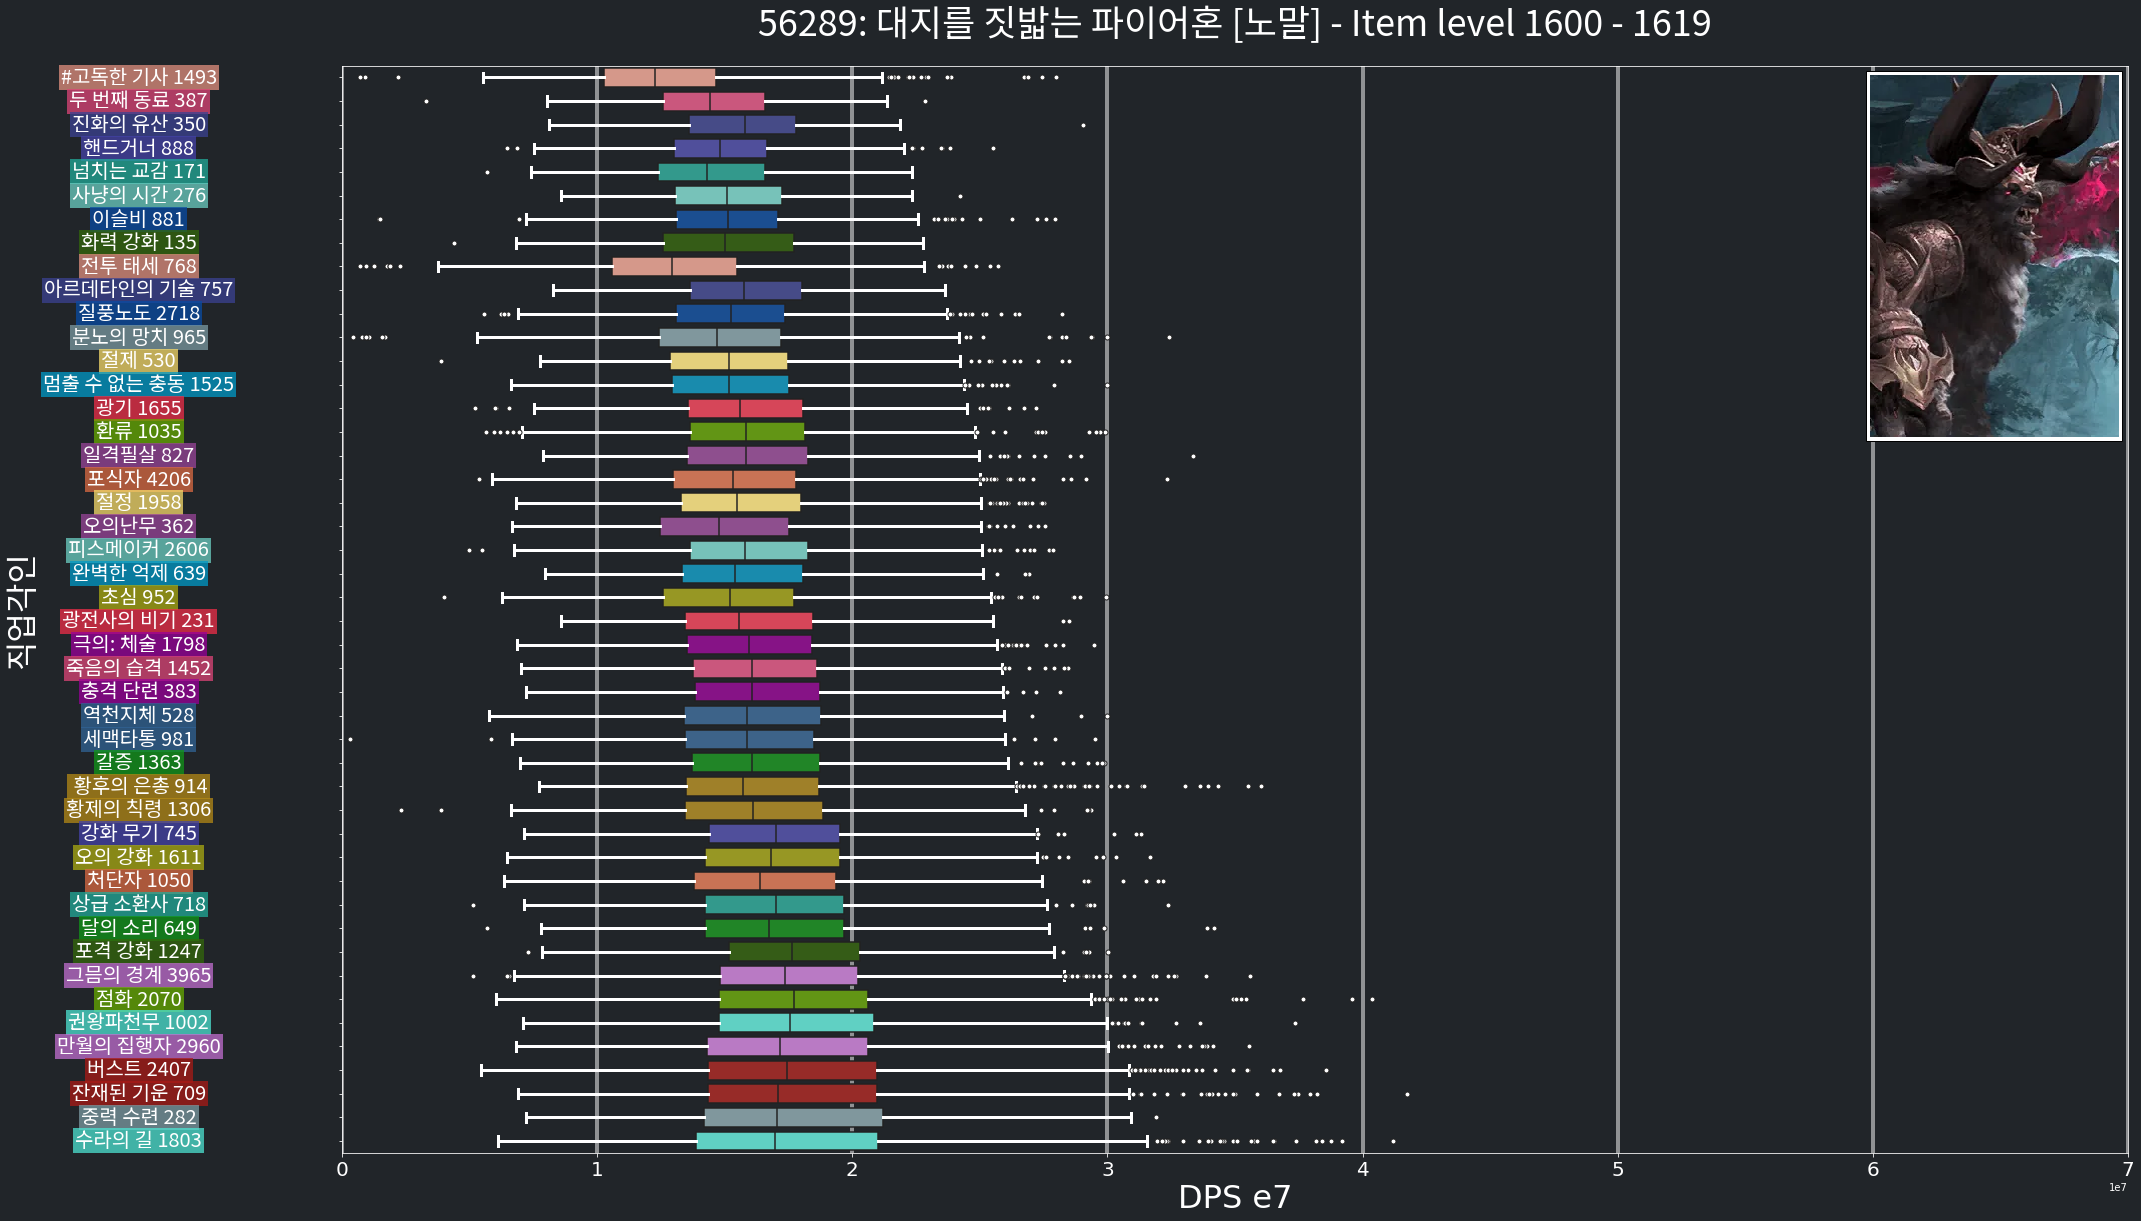 56289: 대지를 짓밟는 파이어혼 [노말] - Item level 1600 - 1619
#고독한 기사 1493
두 번째 동료 387
진화의 유산 350
핸드거너 888
넘치는 교감 171
사냥의 시간 276
이슬비 881
화력 강화 135
전투 태세 768
아르데타인의 기술 757
질풍노도 2718
분노의 망치 965
절제 530
멈출 수 없는 충동 1525
광기 1655
환류 1035
일격필살 827
포식자 4206
절정 1958
오의난무 362
피스메이커 2606
완벽한 억제 639
초심 952
광전사의 비기 231
극의: 체술 1798
죽음의 습격 1452
충격 단련 383
역천지체 528
세맥타통 981
갈증 1363
황후의 은총 914
황제의 칙령 1306
강화 무기 745
오의 강화 1611
처단자 1050
상급 소환사 718
달의 소리 649
포격 강화 1247
그믐의 경계 3965
점화 2070
권왕파천무 1002
만월의 집행자 2960
버스트 2407
잔재된 기운 709
중력 수련 282
수라의 길 1803
직업각인
0 1 2 3 4 5 6 7
DPS e7
1e7